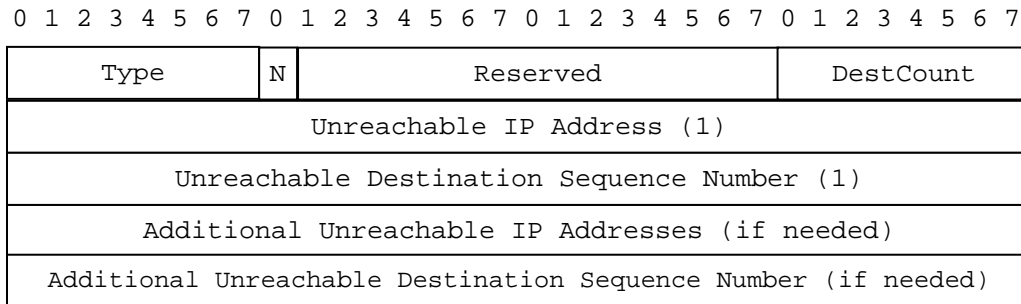 0 1 2 3 4 5 6 7 0 1 2 3 4 5 6 7 0 1 2 3 4 5 6 7 0 1 2 3 4 5 6 7
Type N Reserved DestCount
Unreachable IP Address (1)
Unreachable Destination Sequence Number (1)
Additional Unreachable IP Addresses (if needed)
Additional Unreachable Destination Sequence Number (if needed)